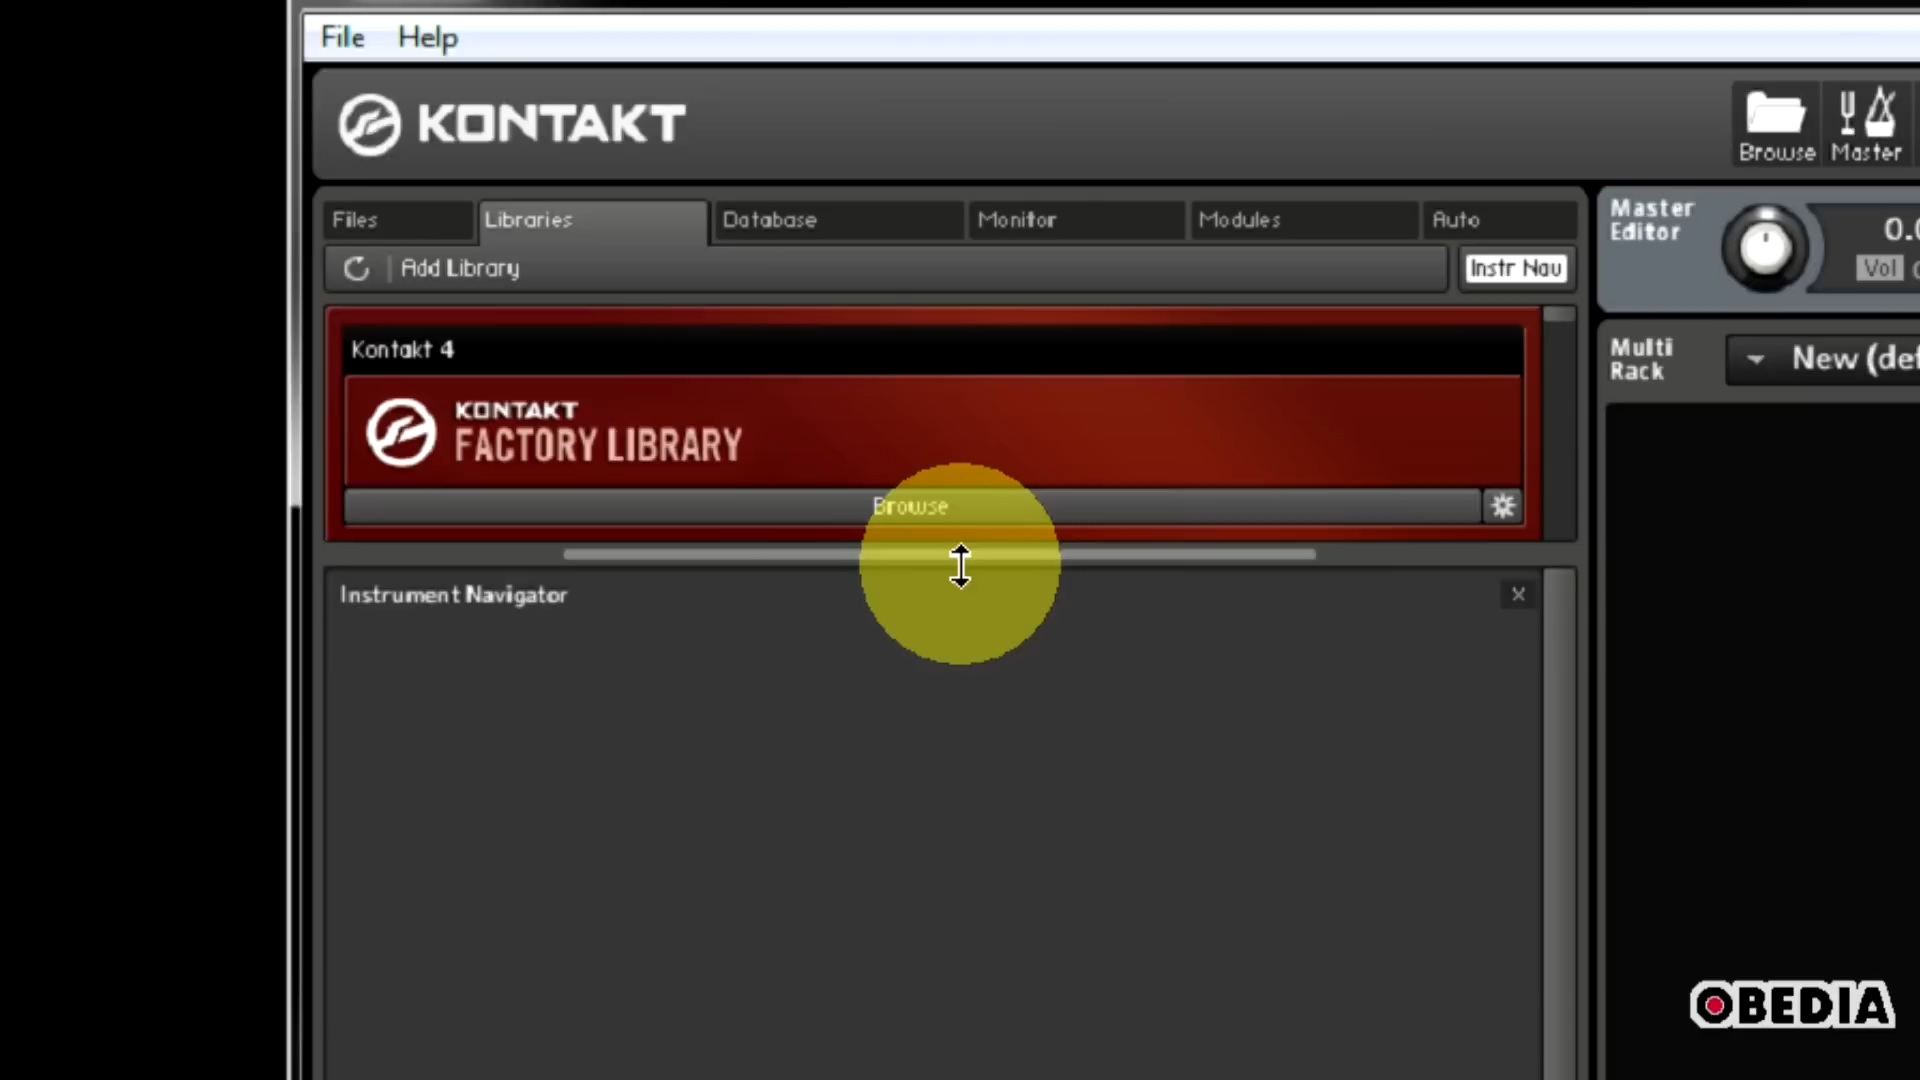 File Help
KONTAKT
Browse Master
Files Libraries Database Monitor Modules Auto
Add Library Instr Nav
Master
Editor
Vol
Kontakt 4
Multi
Rack
New
KONTAKT
FACTORY LIBRARY
Browse
Instrument Navigator
OBEDIA